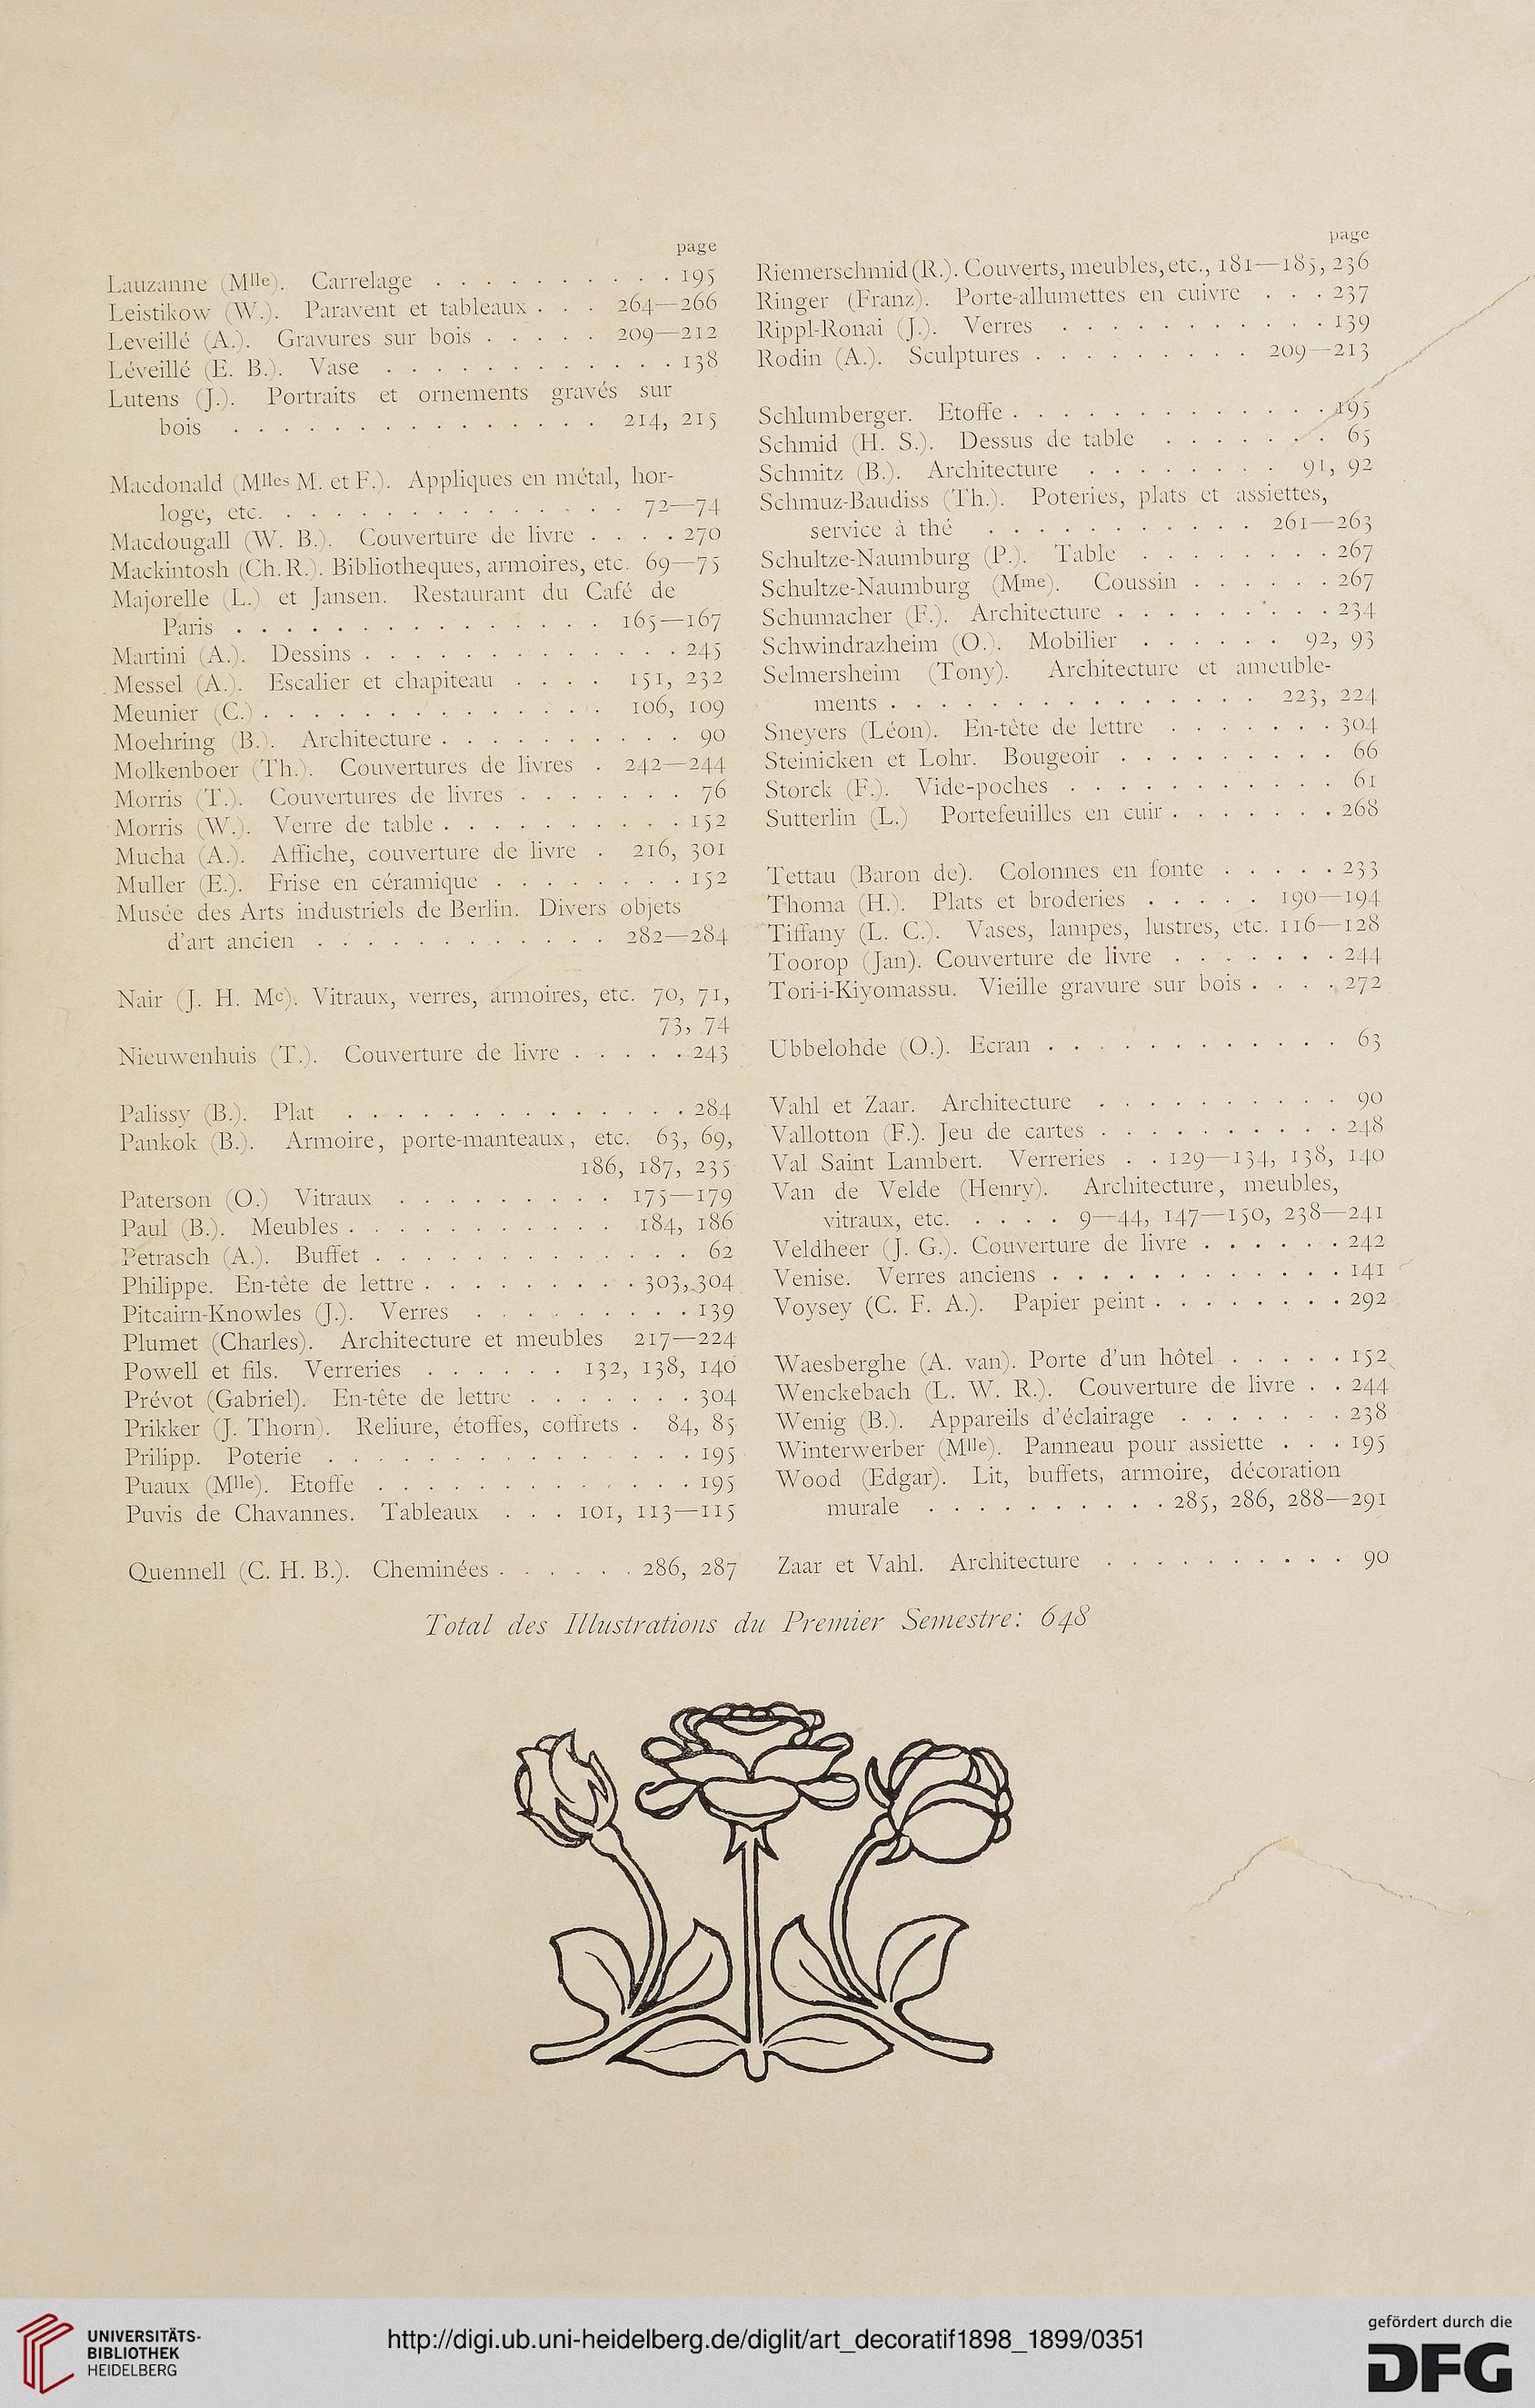 page
Lauzanne (Mlle). Carrelage . . . . . . . . . . 195
Leistikow (W.). Paravent et tableaux . . . 264—266
Leveillé (A.). Gravures sur bois . . . . . 209—212
Léveillé (E. B.). Vase . . . . . . . . . . . . 138
Lutens (J.). Portraits et ornements gravés sur
bois . . . . . . . . . . . . . . . 214, 215
Macdonald (Mlles M. et F.). Appliques en métal, hor-
loge, etc. . . . . . . . . . . . . . . 72—74
Macdougall (W. B.). Couverture de livre . . . . 270
Mackintosh (Ch. R.). Bibliotheques, armoires, etc. 69—75
Majorelle (L.) et Jansen. Restaurant du Café de
Paris . . . . . . . . . . . . . . . 165—167
Martini (A.). Dessins . . . . . . . . . . . . . 245
Messel (A.). Escalier et chapiteau . . . . 151, 232
Meunier (C.) . . . . . . . . . . . . . . 106, 109
Moehring (B.). Architecture . . . . . . . . . . 90
Molkenboer (Th.). Couvertures de livres . 242—244
Morris (T.). Couvertures de livres . . . . . . . 76
Morris (W.). Verre de table . . . . . . . . . . 152
Mucha (A.). Affiche, couverture de livre . 216, 301
Muller (E.). Frise en céramique . . . . . . . . 152
Musée des Arts industriels de Berlin. Divers objets
d'art ancien . . . . . . . . . . . . 282—284
Nair (J. H. Mc). Vitraux, verres, armoires, etc. 70, 71,
73, 74
Nieuwenhuis (T.). Couverture de livre . . . . . 243
Palissy (B.). Plat . . . . . . . . . . . . . . 284
Pankok (B.). Armoire, porte-manteaux, etc. 63, 69,
186, 187, 235
Paterson (O.) Vitraux . . . . . . . . . 175—179
Paul (B.). Meubles . . . . . . . . . . . 184, 186
Petrasch (A.). Buffet . . . . . . . . . . . . . 62
Philippe. En-tête de lettre . . . . . . . . . 303, 304
Pitcairn-Knowles (J.). Verres . . . . . . . . . 139
Plumet (Charles). Architecture et meubles 217—224
Powell et fils. Verreries . . . . . . 132, 138, 140
Prévot (Gabriel). En-tête de lettre . . . . . . . 304
Prikker (J. Thorn). Reliure, étoffes, coffrets . 84, 85
Prilipp. Poterie . . . . . . . . . . . . . . . 195
Puaux (Mlle). Etoffe . . . . . . . . . . . . . 195
Puvis de Chavannes. Tableaux . . . 101, 113—115
Quennell (C. H. B.). Cheminées . . . . . . 286, 287
page
Riemerschmid (R.). Couverts, meubles, etc., 181—185, 236
Ringer (Franz). Porte-allumettes en cuivre . . . 237
Rippl-Ronai (J.). Verres . . . . . . . . . . . 139
Rodin (A.). Sculptures . . . . . . . . . 209—213
Schlumberger. Etoffe . . . . . . . . . . . . . 195
Schmid (H. S.). Dessus de table . . . . . . . 65
Schmitz (B.). Architecture . . . . . . . . 91, 92
Schmuz-Baudiss (Th.). Poteries, plats et assiettes,
service à thé . . . . . . . . . . . 261—263
Schultze-Naumburg (P.). Table . . . . . . . . 267
Schultze-Naumburg (Mme). Coussin . . . . . . 267
Schumacher (F.). Architecture . . . . . . . . . 234
Schwindrazheim (O.). Mobilier . . . . . . 92, 93
Selmersheim (Tony). Architecture et ameuble-
ments . . . . . . . . . . . . . . . 223, 224
Sneyers (Léon). En-tête de lettre . . . . . . . 304
Steinicken et Lohr. Bougeoir . . . . . . . . . 66
Storck (F.). Vide-poches . . . . . . . . . . . 61
Sutterlin (L.) Portefeuilles en cuir . . . . . . . 268
Tettau (Baron de). Colonnes en fonte . . . . . 233
Thoma (H.). Plats et broderies . . . . . 190—194
Tiffany (L. C.). Vases, lampes, lustres, etc. 116—128
Toorop (Jan). Couverture de livre . . . . . . . 244
Tori-i-Kiyomassu. Vieille gravure sur bois . . . . 272
Ubbelohde (O.). Ecran . . . . . . . . . . . . 63
Vahl et Zaar. Architecture . . . . . . . . . . 90
Vallotton (F.). Jeu de cartes . . . . . . . . . . 248
Val Saint Lambert. Verreries . . 129—134, 138, 140
Van de Velde (Henry). Architecture, meubles,
vitraux, etc. . . . . . 9—44, 147—150, 238—241
Veldheer (J. G.). Couverture de livre . . . . . . 242
Venise. Verres anciens . . . . . . . . . . . . 141
Voysey (C. F. A.). Papier peint . . . . . . . . 292
Waesberghe (A. van). Porte d'un hôtel . . . . . 152
Wenckebach (L. W. R.). Couverture de livre . . 244
Wenig (B.). Appareils d'éclairage . . . . . . . 238
Winterwerber (Mlle). Panneau pour assiette . . . 195
Wood (Edgar). Lit, buffets, armoire, décoration
murale . . . . . . . . . . 285, 286, 288—291
Zaar et Vahl. Architecture . . . . . . . . . . 90
Total des Illustrations du Premier Semestre: 648
UNIVERSITÄTS-
BIBLIOTHEK
HEIDELBERG
http://digi.ub.uni-heidelberg.de/diglit/art_decoratif1898_1899/0351
gefördert durch die
DFG